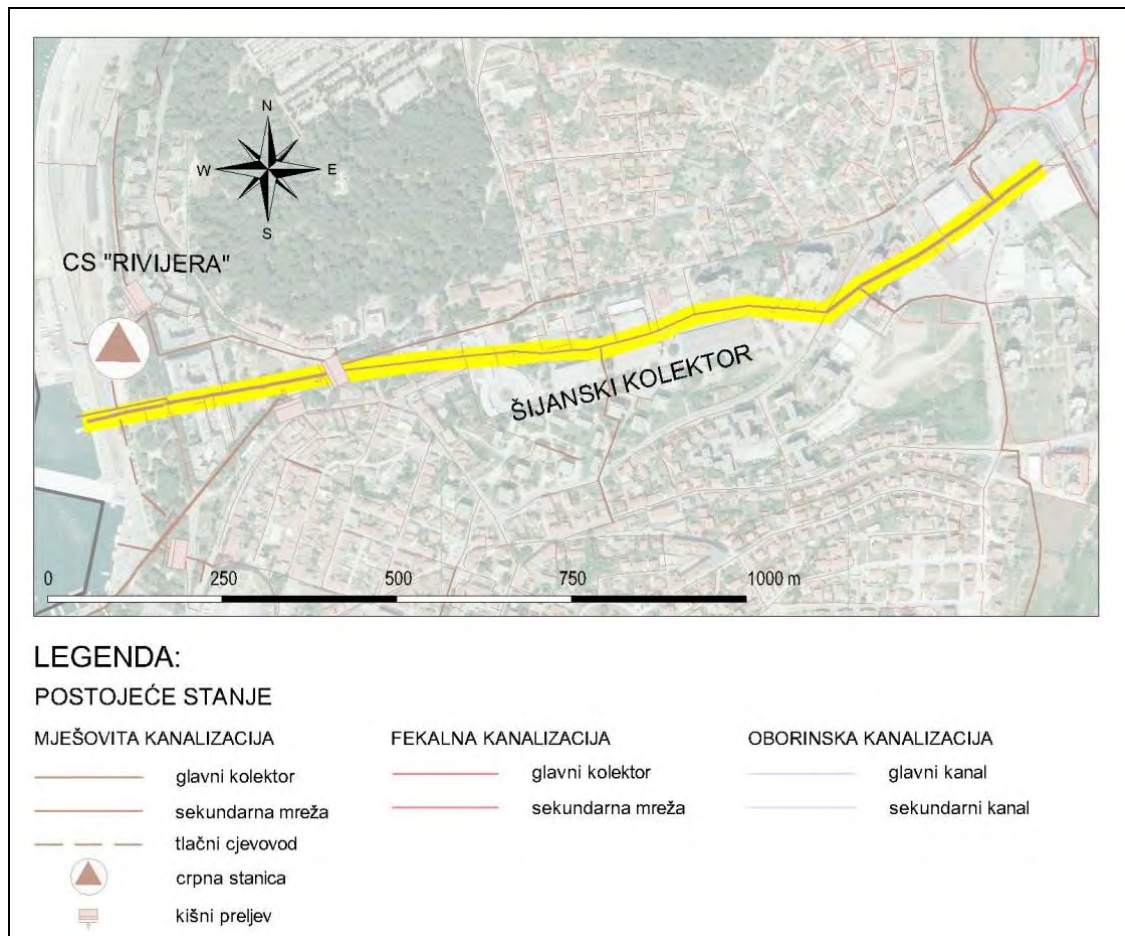 N
W
E
S
CS "RIVIJERA"
ŠIJANSKI KOLEKTOR
0 250 500 750 1000 m
LEGENDA:
POSTOJEĆE STANJE
MJEŠOVITA KANALIZACIJA
glavni kolektor
sekundarna mreža
tlačni cjevovod
crpna stanica
kišni preljev
FEKALNA KANALIZACIJA
glavni kolektor
sekundarna mreža
OBORINSKA KANALIZACIJA
glavni kanal
sekundarni kanal